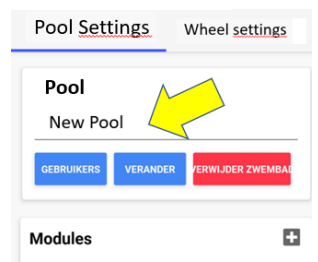 Pool Settings Wheel settings
Pool
New Pool
GEBRUIKERS VERANDER VERWIJDER ZWEMBAD
Modules